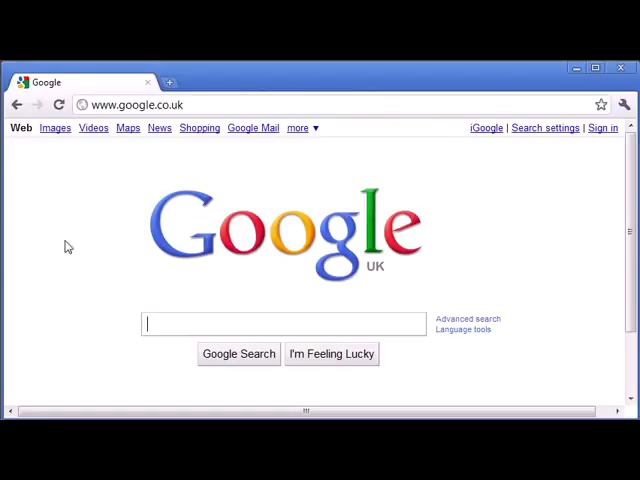 Google
www.google.co.uk
Web Images Videos Maps News Shopping Google Mail more ▼ iGoogle | Search settings | Sign in
Google
UK
Advanced search
Language tools
Google Search I'm Feeling Lucky